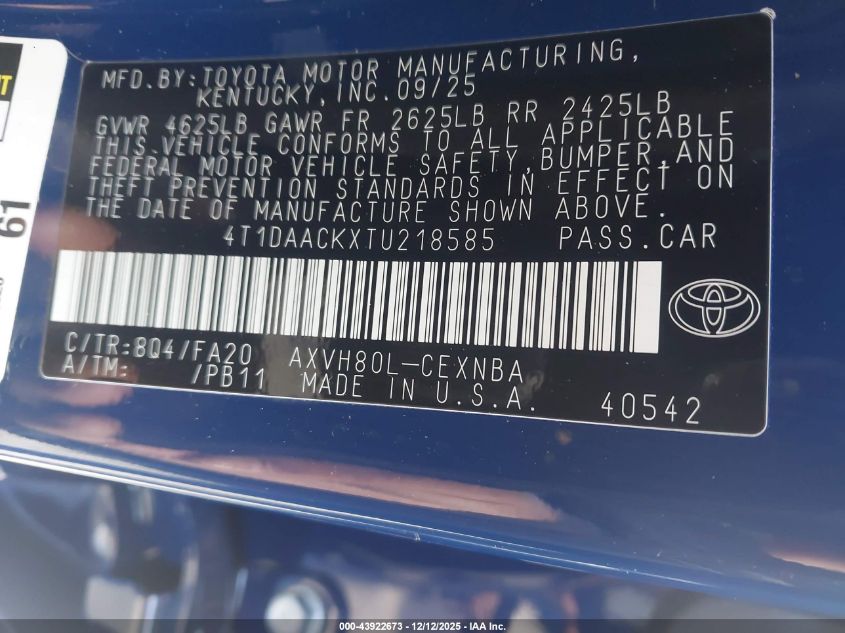 MFD.BY:TOYOTA MOTOR MANUFACTURING,
KENTUCKY,INC.09/25
GVWR 4625LB GAWR FR 2625LB RR 2425LB
THIS VEHICLE CONFORMS TO ALL APPLICABLE
FEDERAL MOTOR VEHICLE SAFETY,BUMPER,AND
THEFT PREVENTION STANDARDS IN EFFECT ON
THE DATE OF MANUFACTURE SHOWN ABOVE.
4T1DAACKXTU218585 PASS.CAR
C/TR:8Q4/FA20 AXVH80L-CEXNBA
A/TM: /PB11 MADE IN U.S.A. 40542
61
000-43922673 - 12/12/2025 - IAA Inc.